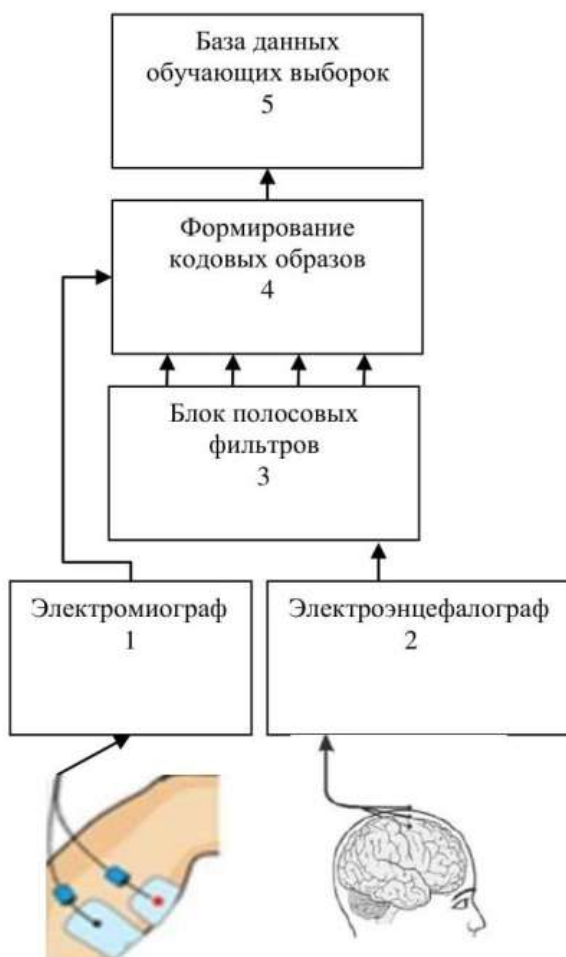 База данных
обучающих выборок
5
Формирование
кодовых образов
4
Блок полосовых
фильтров
3
Электромиограф
1
Электроэнцефалограф
2